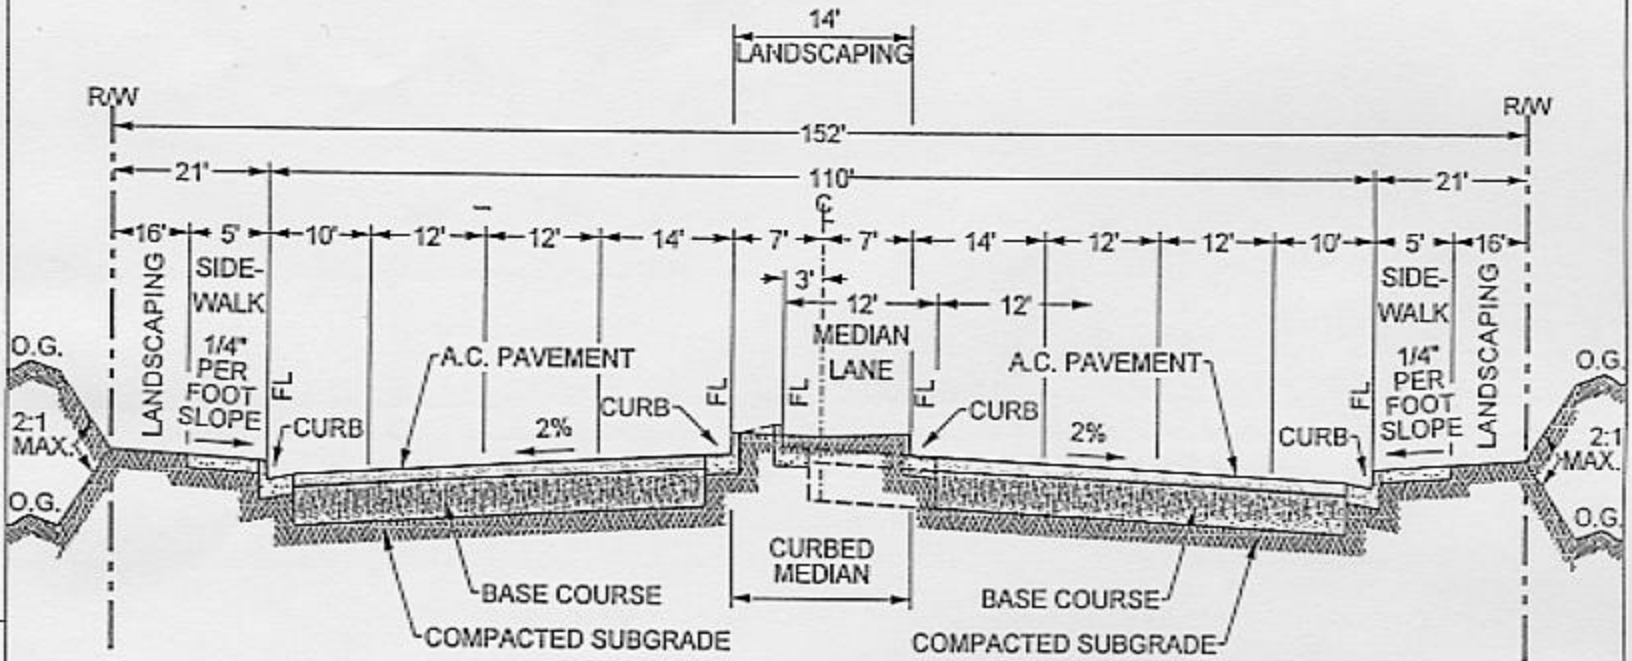 14'
LANDSCAPING
R/W
R/W
152'
21'
110'
21'
℄
16'
5'
10'
12'
12'
14'
7'
7'
14'
12'
12'
10'
5'
16'
3'
12'
12'
LANDSCAPING
SIDE-
WALK
1/4"
PER
FOOT
SLOPE
FL
CURB
A.C. PAVEMENT
2%
CURB
FL
FL
MEDIAN
LANE
FL
CURB
A.C. PAVEMENT
2%
CURB
FL
SIDE-
WALK
1/4"
PER
FOOT
SLOPE
LANDSCAPING
O.G.
2:1
MAX.
O.G.
O.G.
2:1
MAX.
O.G.
CURBED
MEDIAN
BASE COURSE
COMPACTED SUBGRADE
BASE COURSE
COMPACTED SUBGRADE